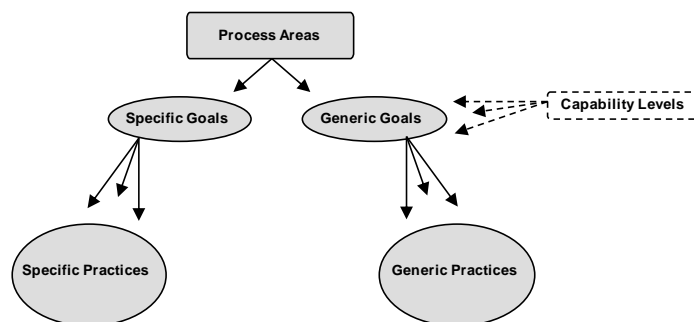 Process Areas
Specific Goals
Generic Goals
Capability Levels
Specific Practices
Generic Practices